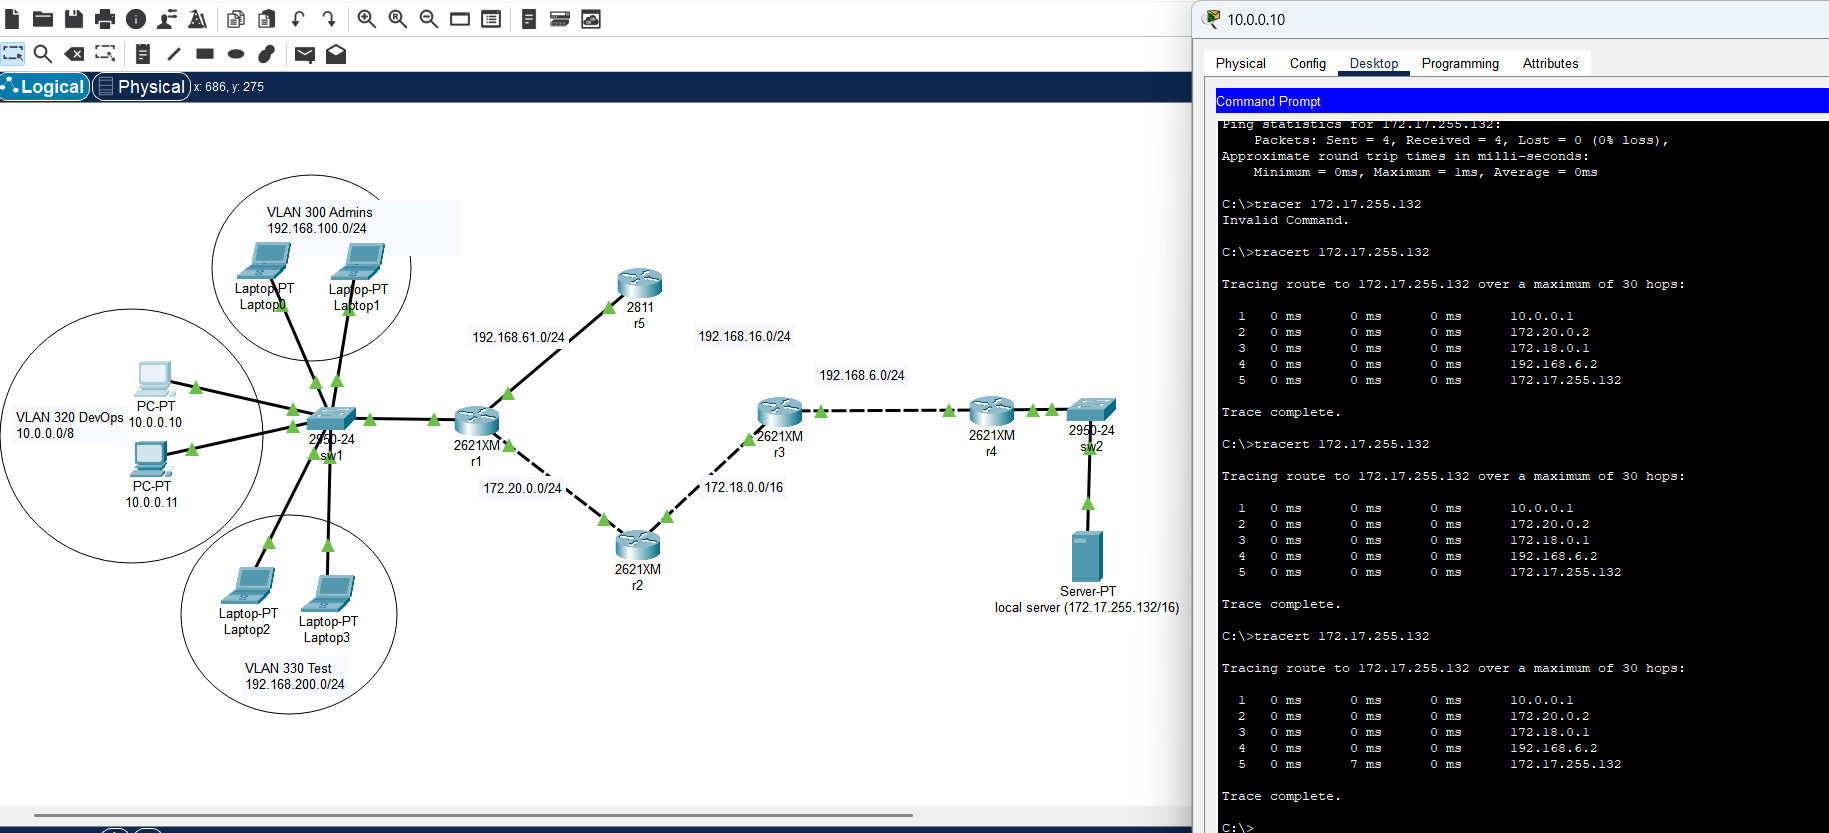 Logical
Physical
x: 686, y: 275
VLAN 300 Admins
192.168.100.0/24
Laptop-PT
Laptop0
Laptop-PT
Laptop1
2811
r5
192.168.61.0/24
192.168.16.0/24
192.168.6.0/24
VLAN 320 DevOps
10.0.0.0/8
PC-PT
10.0.0.10
PC-PT
10.0.0.11
2950-24
sw1
2621XM
r1
2621XM
r3
2621XM
r4
2950-24
sw2
172.20.0.0/24
172.18.0.0/16
2621XM
r2
Laptop-PT
Laptop2
Laptop-PT
Laptop3
VLAN 330 Test
192.168.200.0/24
Server-PT
local server (172.17.255.132/16)
10.0.0.10
Physical Config Desktop Programming Attributes
Command Prompt
Ping statistics for 172.17.255.132:
Packets: Sent = 4, Received = 4, Lost = 0 (0% loss),
Approximate round trip times in milli-seconds:
Minimum = 0ms, Maximum = 1ms, Average = 0ms
C:\>tracer 172.17.255.132
Invalid Command.
C:\>tracert 172.17.255.132
Tracing route to 172.17.255.132 over a maximum of 30 hops:
1 0 ms 0 ms 0 ms 10.0.0.1
2 0 ms 0 ms 0 ms 172.20.0.2
3 0 ms 0 ms 0 ms 172.18.0.1
4 0 ms 0 ms 0 ms 192.168.6.2
5 0 ms 0 ms 0 ms 172.17.255.132
Trace complete.
C:\>tracert 172.17.255.132
Tracing route to 172.17.255.132 over a maximum of 30 hops:
1 0 ms 0 ms 0 ms 10.0.0.1
2 0 ms 0 ms 0 ms 172.20.0.2
3 0 ms 0 ms 0 ms 172.18.0.1
4 0 ms 0 ms 0 ms 192.168.6.2
5 0 ms 0 ms 0 ms 172.17.255.132
Trace complete.
C:\>tracert 172.17.255.132
Tracing route to 172.17.255.132 over a maximum of 30 hops:
1 0 ms 0 ms 0 ms 10.0.0.1
2 0 ms 0 ms 0 ms 172.20.0.2
3 0 ms 0 ms 0 ms 172.18.0.1
4 0 ms 0 ms 0 ms 192.168.6.2
5 0 ms 7 ms 0 ms 172.17.255.132
Trace complete.
C:\>